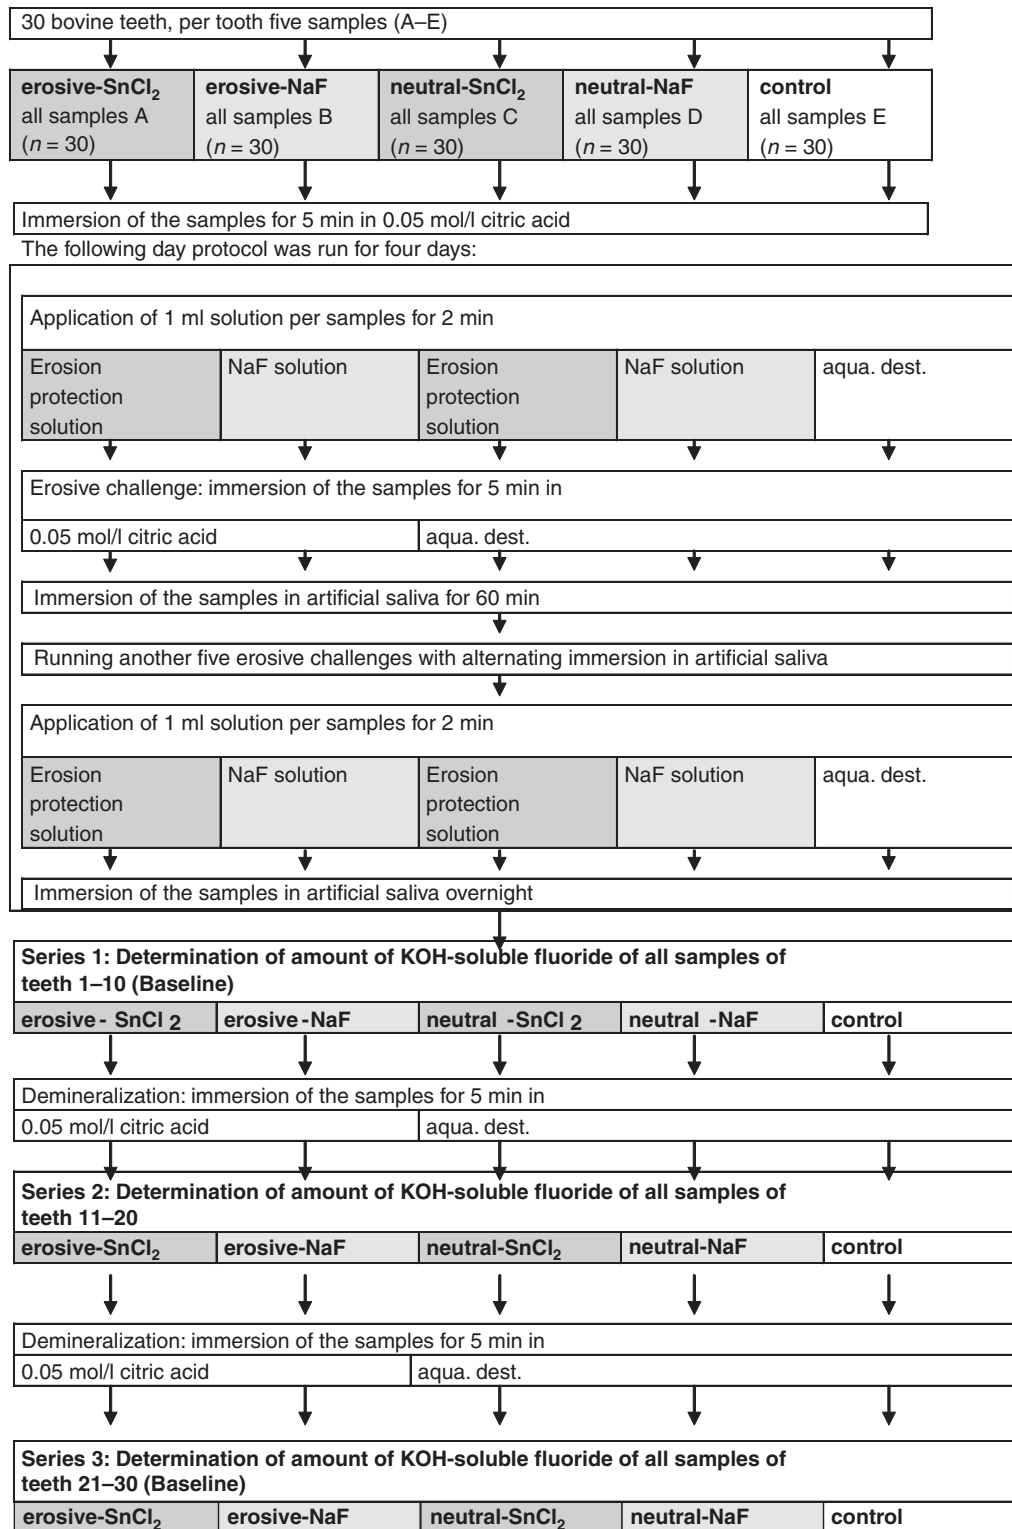 30 bovine teeth, per tooth five samples (A–E)
erosive-SnCl₂
all samples A
(n = 30)
erosive-NaF
all samples B
(n = 30)
neutral-SnCl₂
all samples C
(n = 30)
neutral-NaF
all samples D
(n = 30)
control
all samples E
(n = 30)
Immersion of the samples for 5 min in 0.05 mol/l citric acid
The following day protocol was run for four days:
Application of 1 ml solution per samples for 2 min
Erosion
protection
solution
NaF solution
Erosion
protection
solution
NaF solution
aqua. dest.
Erosive challenge: immersion of the samples for 5 min in
0.05 mol/l citric acid
aqua. dest.
Immersion of the samples in artificial saliva for 60 min
Running another five erosive challenges with alternating immersion in artificial saliva
Application of 1 ml solution per samples for 2 min
Erosion
protection
solution
NaF solution
Erosion
protection
solution
NaF solution
aqua. dest.
Immersion of the samples in artificial saliva overnight
Series 1: Determination of amount of KOH-soluble fluoride of all samples of
teeth 1–10 (Baseline)
erosive - SnCl 2
erosive -NaF
neutral -SnCl 2
neutral -NaF
control
Demineralization: immersion of the samples for 5 min in
0.05 mol/l citric acid
aqua. dest.
Series 2: Determination of amount of KOH-soluble fluoride of all samples of
teeth 11–20
erosive-SnCl₂
erosive-NaF
neutral-SnCl₂
neutral-NaF
control
Demineralization: immersion of the samples for 5 min in
0.05 mol/l citric acid
aqua. dest.
Series 3: Determination of amount of KOH-soluble fluoride of all samples of
teeth 21–30 (Baseline)
erosive-SnCl₂
erosive-NaF
neutral-SnCl₂
neutral-NaF
control